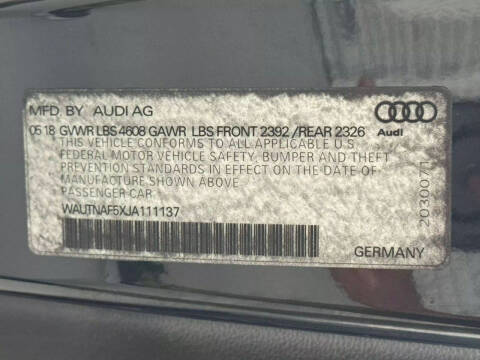 MFD BY AUDI AG
05 18 GVWR LBS 4608 GAWR LBS FRONT 2392 / REAR 2326
THIS VEHICLE CONFORMS TO ALL APPLICABLE U.S
FEDERAL MOTOR VEHICLE SAFETY, BUMPER AND THEFT
PREVENTION STANDARDS IN EFFECT ON THE DATE OF
MANUFACTURE SHOWN ABOVE.
PASSENGER CAR
WAUTNAF5XJA111137
Audi
2030071
GERMANY